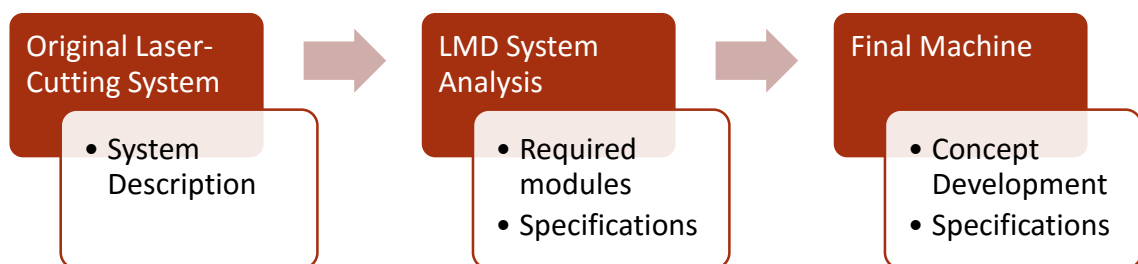 Original Laser-
Cutting System
• System
Description
LMD System
Analysis
• Required
modules
• Specifications
Final Machine
• Concept
Development
• Specifications